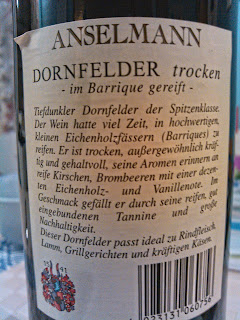 ANSELMANN
DORNFELDER trocken
- im Barrique gereift -
Tiefdunkler Dornfelder der Spitzenklasse.
Der Wein hatte viel Zeit, in hochwertigen,
kleinen Eichenholzfässern (Barriques) zu
reifen. Er ist trocken, außergewöhnlich kräf-
tig und gehaltvoll, seine Aromen erinnern an
reife Kirschen, Brombeeren mit einer dezen-
ten Eichenholz- und Vanillenote. Im
Geschmack gefällt er durch seine reifen, gut
eingebundenen Tannine und große
Nachhaltigkeit.
Dieser Dornfelder passt ideal zu Rindfleisch,
Lamm, Grillgerichten und kräftigen Käsen.